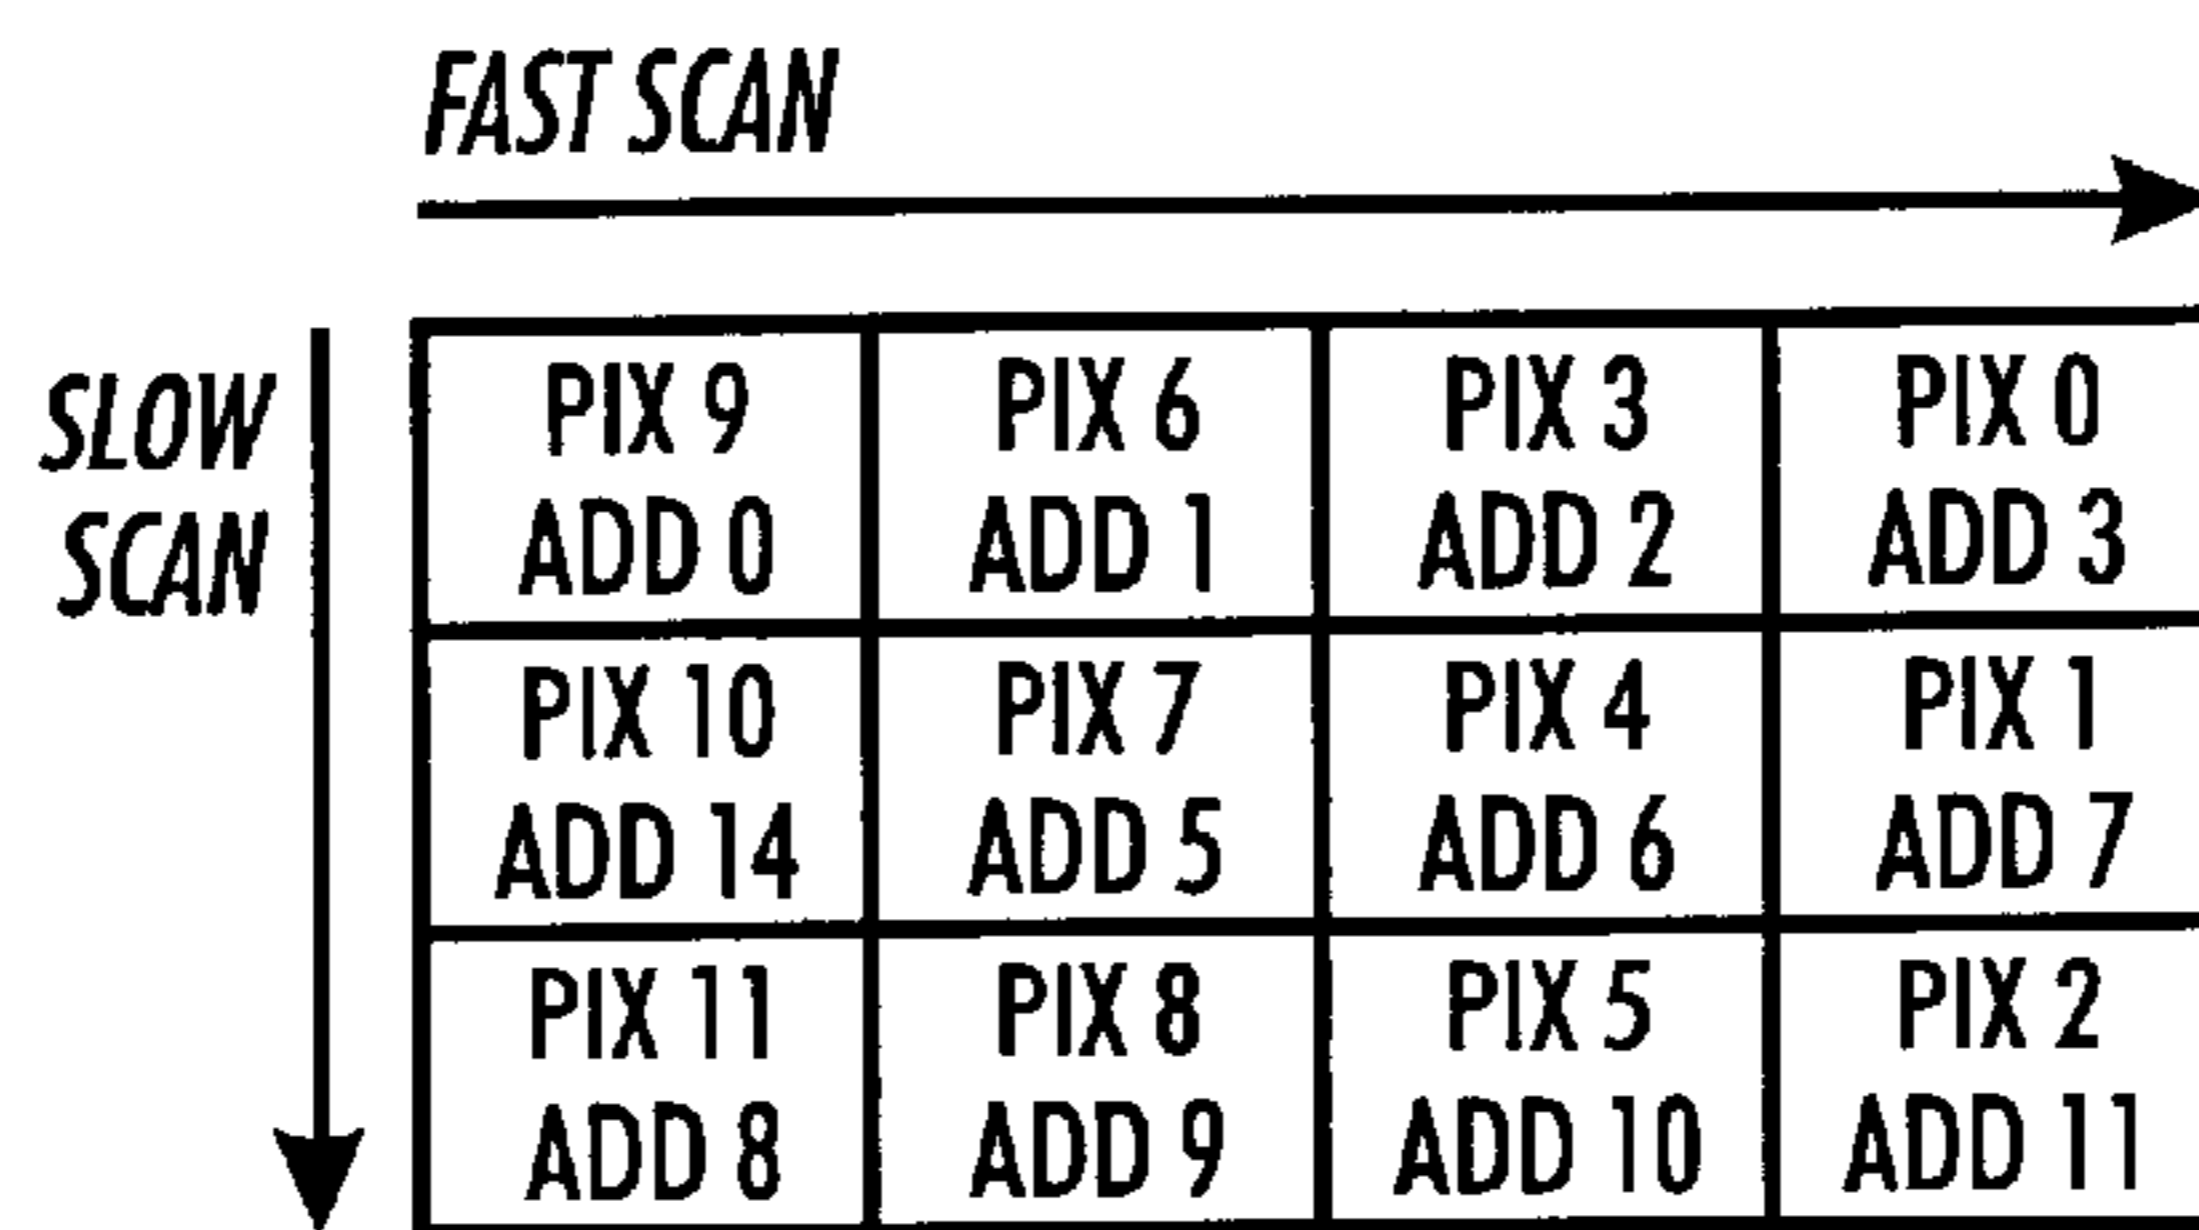 FAST SCAN
SLOW
SCAN
PIX 9
ADD 0
PIX 6
ADD 1
PIX 3
ADD 2
PIX 0
ADD 3
PIX 10
ADD 14
PIX 7
ADD 5
PIX 4
ADD 6
PIX 1
ADD 7
PIX 11
ADD 8
PIX 8
ADD 9
PIX 5
ADD 10
PIX 2
ADD 11